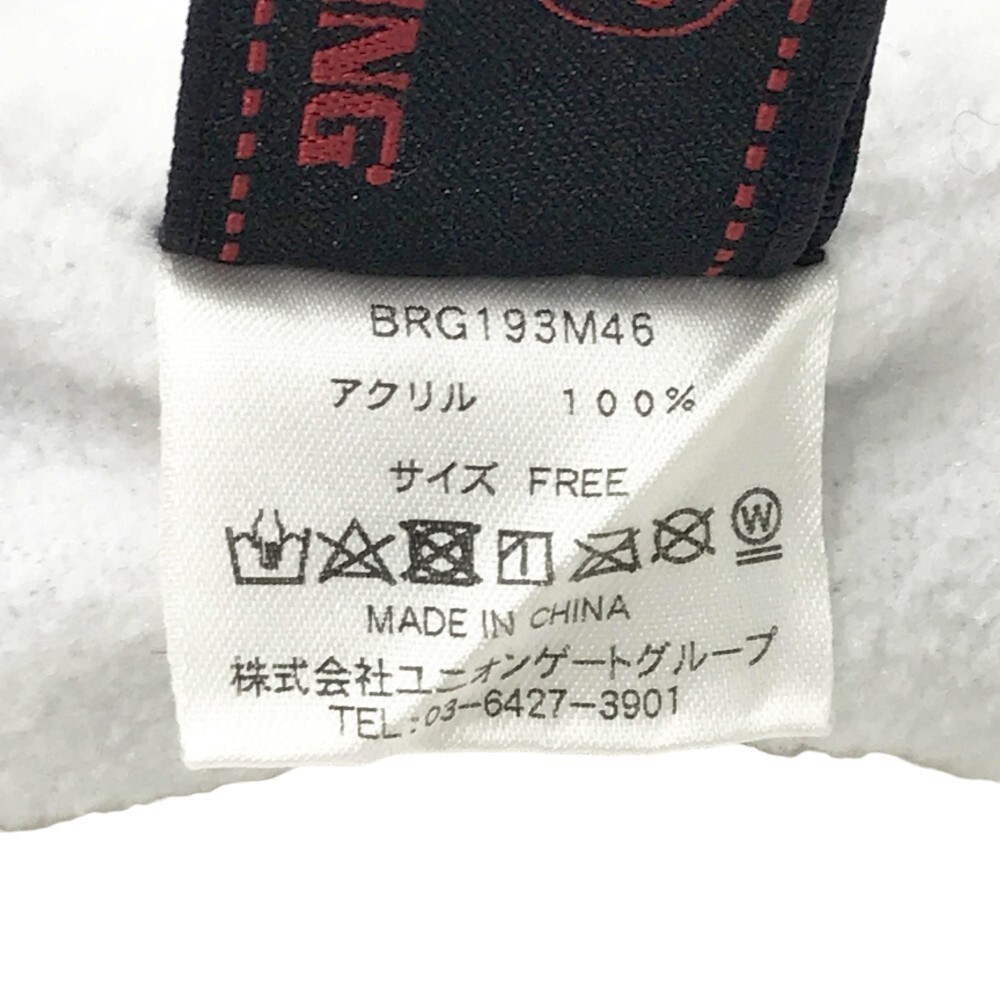 BRG193M46
アクリル 100%
サイズ FREE
W
MADE IN CHINA
株式会社ユニオンゲートグループ
TEL:03-6427-3901